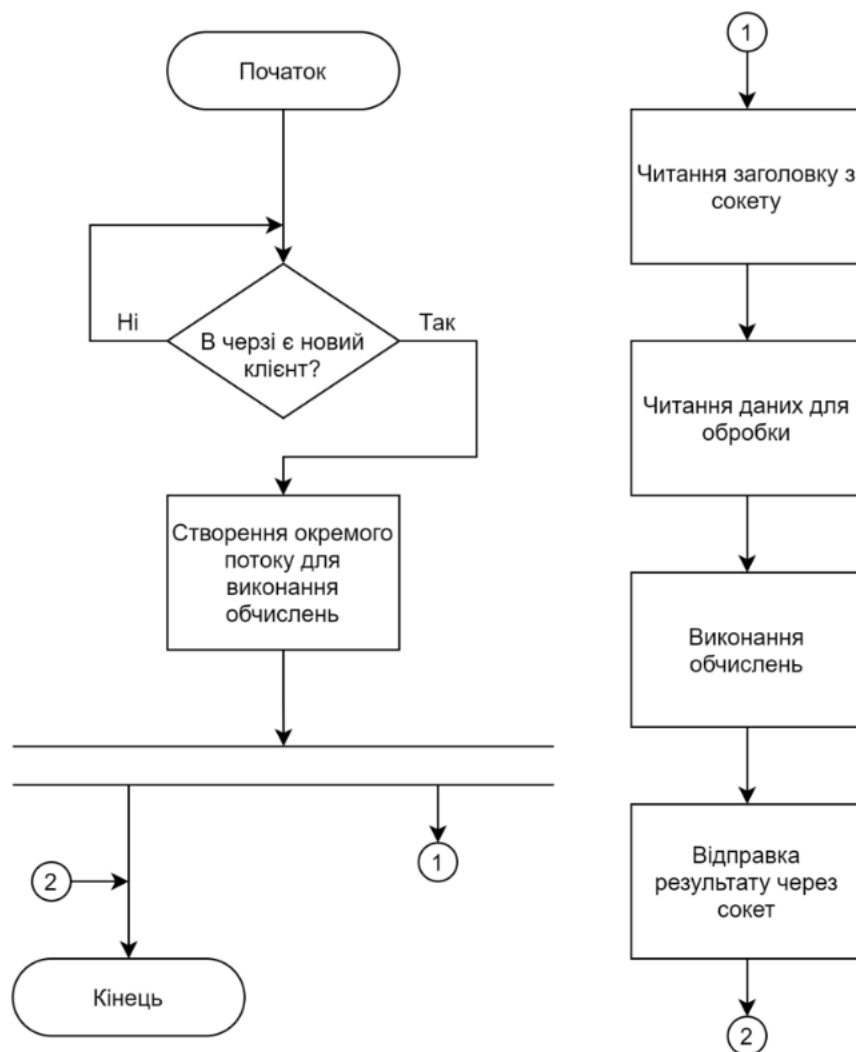 Початок
Ні
Так
В черзі є новий
клієнт?
Створення окремого
потоку для
виконання
обчислень
2
1
Кінець
1
Читання заголовку з
сокету
Читання даних для
обробки
Виконання
обчислень
Відправка
результату через
сокет
2